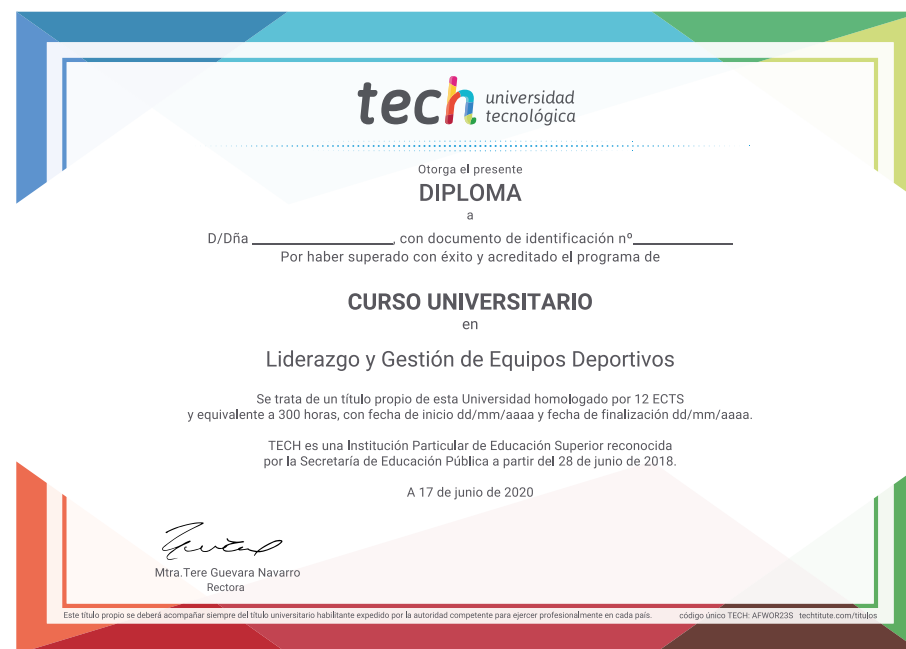 tech universidad
tecnológica
Otorga el presente
DIPLOMA
a
D/Dña ____________, con documento de identificación nº____________
Por haber superado con éxito y acreditado el programa de
CURSO UNIVERSITARIO
en
Liderazgo y Gestión de Equipos Deportivos
Se trata de un título propio de esta Universidad homologado por 12 ECTS
y equivalente a 300 horas, con fecha de inicio dd/mm/aaaa y fecha de finalización dd/mm/aaaa.
TECH es una Institución Particular de Educación Superior reconocida
por la Secretaría de Educación Pública a partir del 28 de junio de 2018.
A 17 de junio de 2020
Mtra.Tere Guevara Navarro
Rectora
Este título propio se deberá acompañar siempre del título universitario habilitante expedido por la autoridad competente para ejercer profesionalmente en cada país. código único TECH: AFWOR23S techtitute.com/titulos